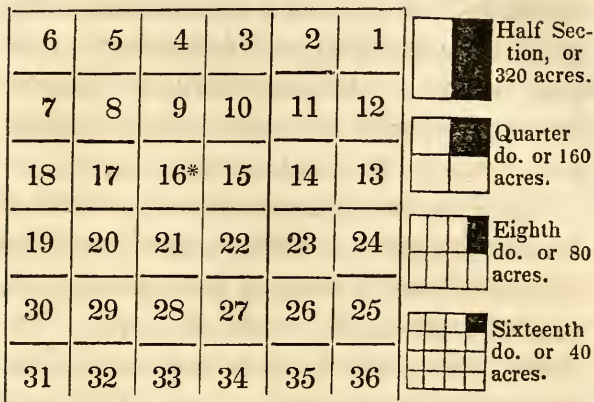 6 5 4 3 2 1
7 8 9 10 11 12
18 17 16* 15 14 13
19 20 21 22 23 24
30 29 28 27 26 25
31 32 33 34 35 36
Half Sec-
tion, or
320 acres.
Quarter
do. or 160
acres.
Eighth
do. or 80
acres.
Sixteenth
do. or 40
acres.